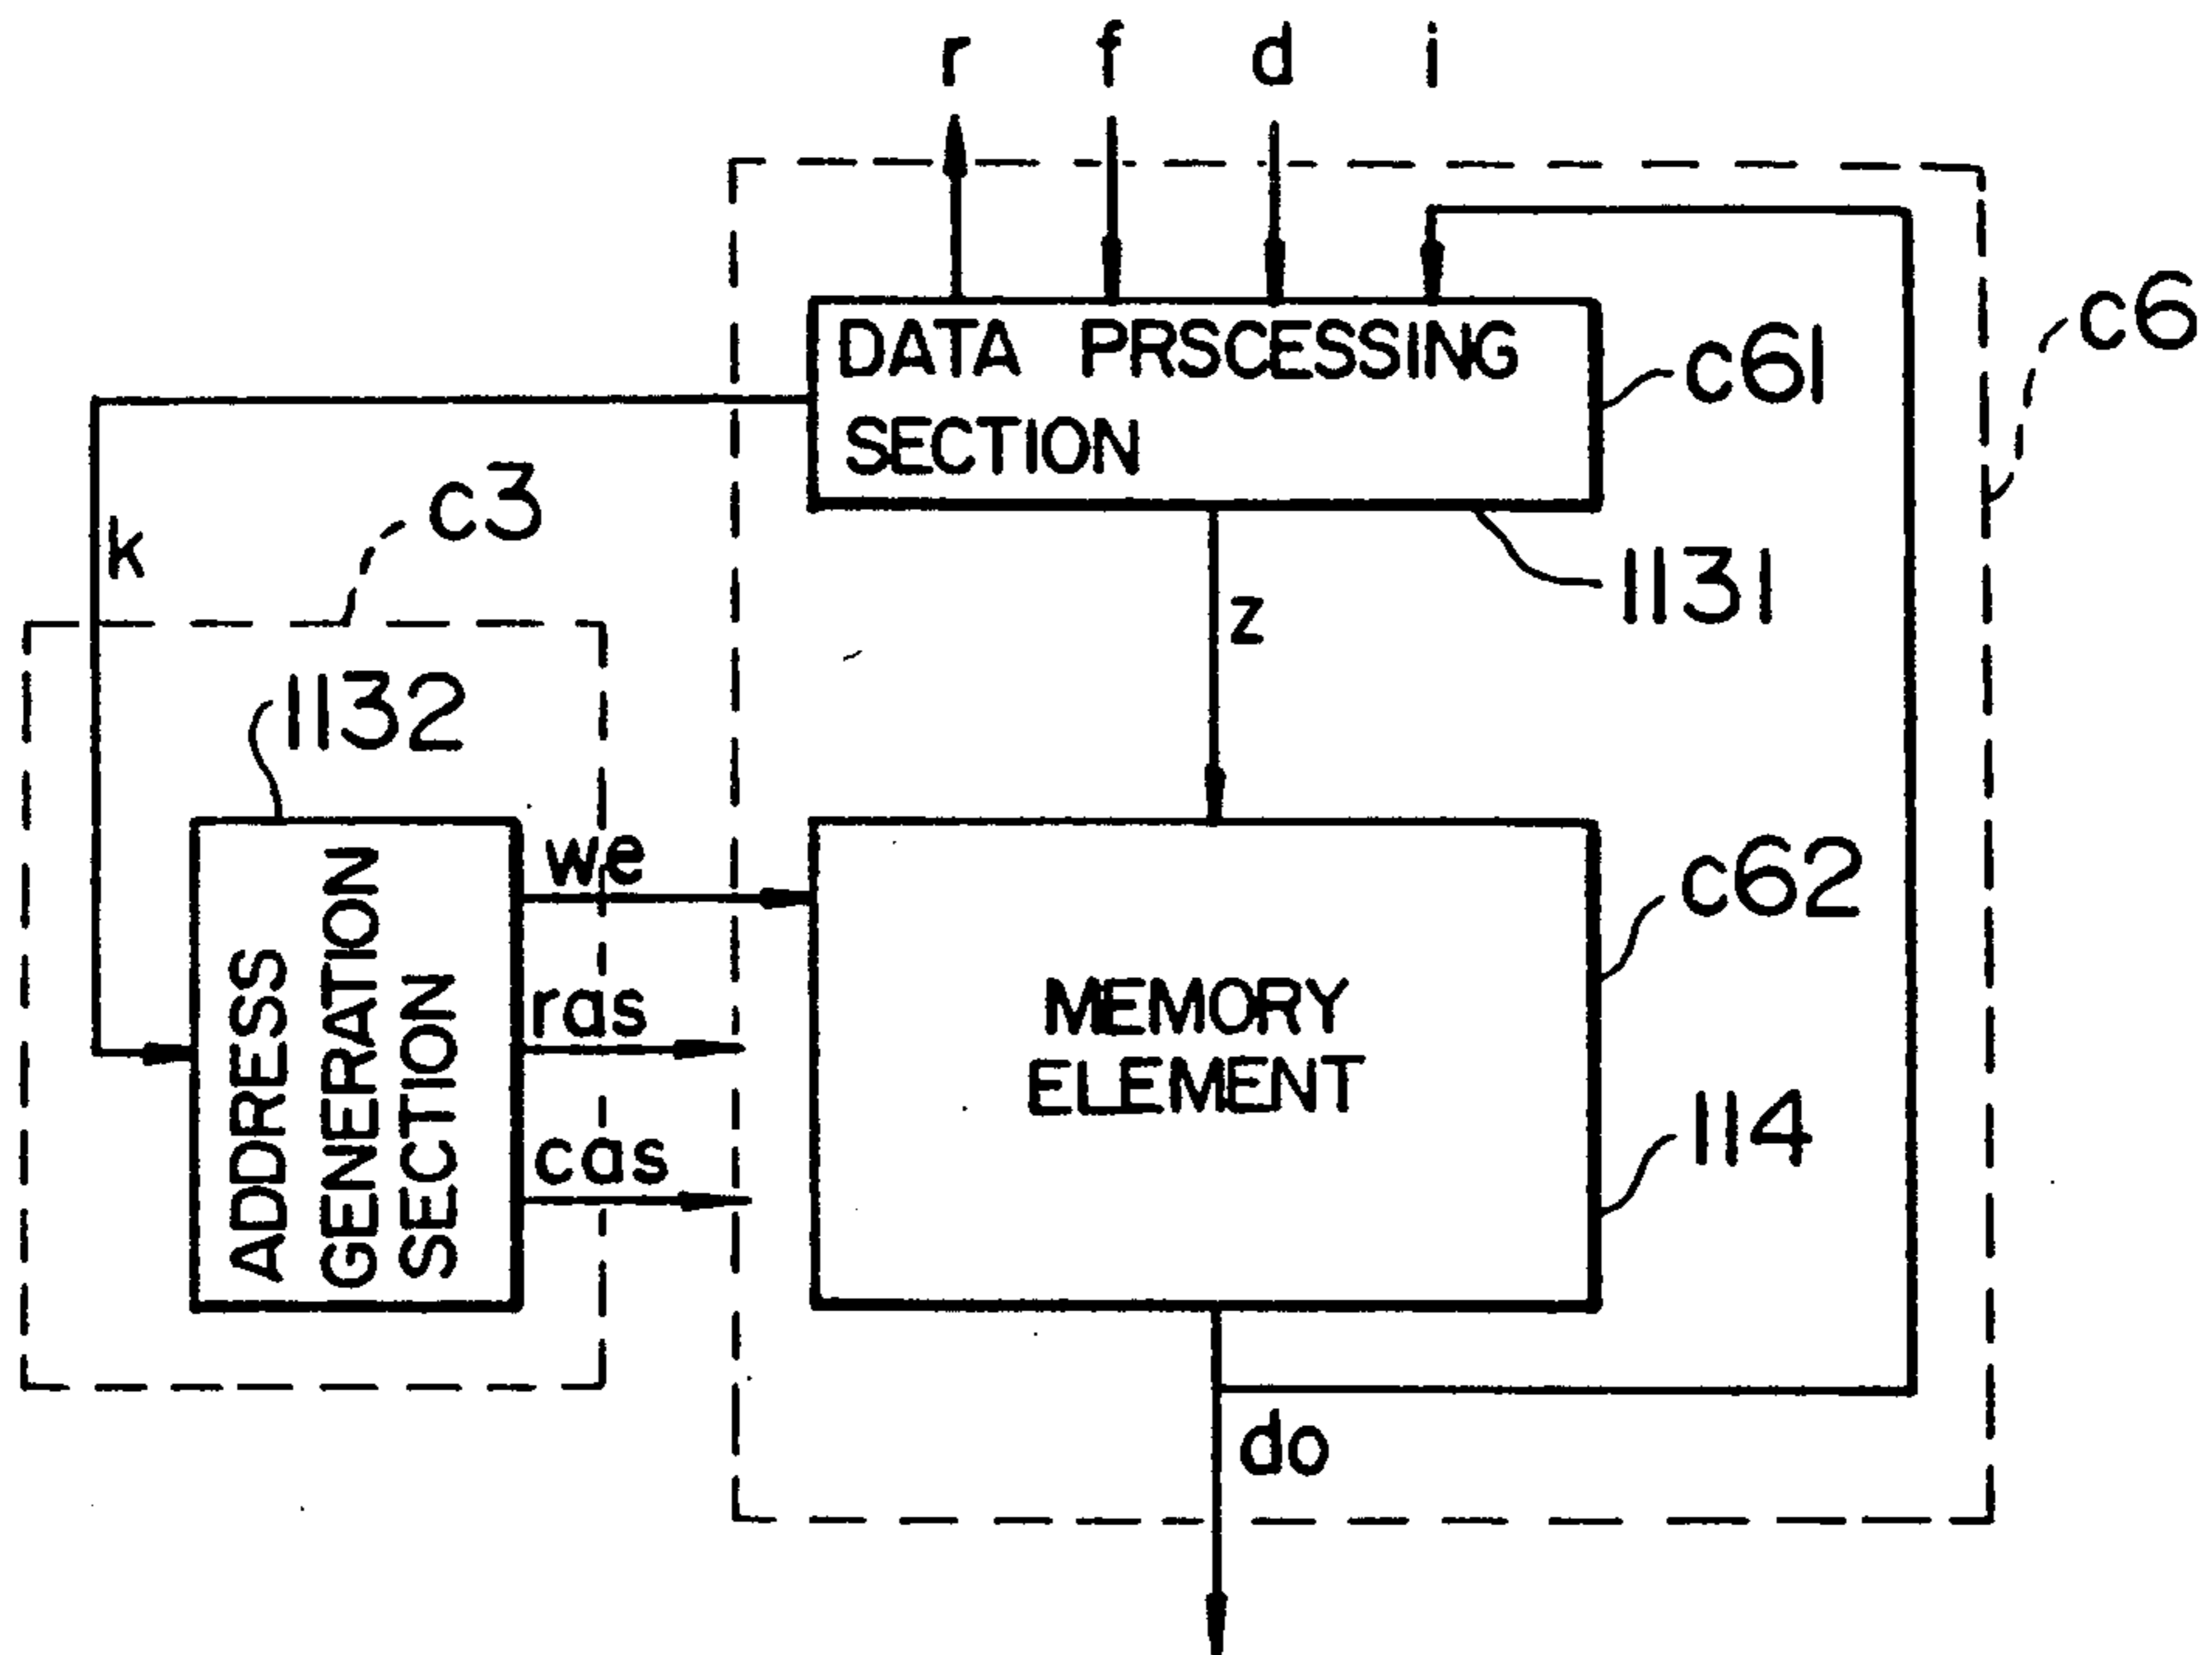 r f d i
DATA PRSCESSING
SECTION
c61
c6
c3
k
1131
z
1132
ADDRESS
GENERATION
SECTION
we
ras
cas
MEMORY
ELEMENT
c62
114
do